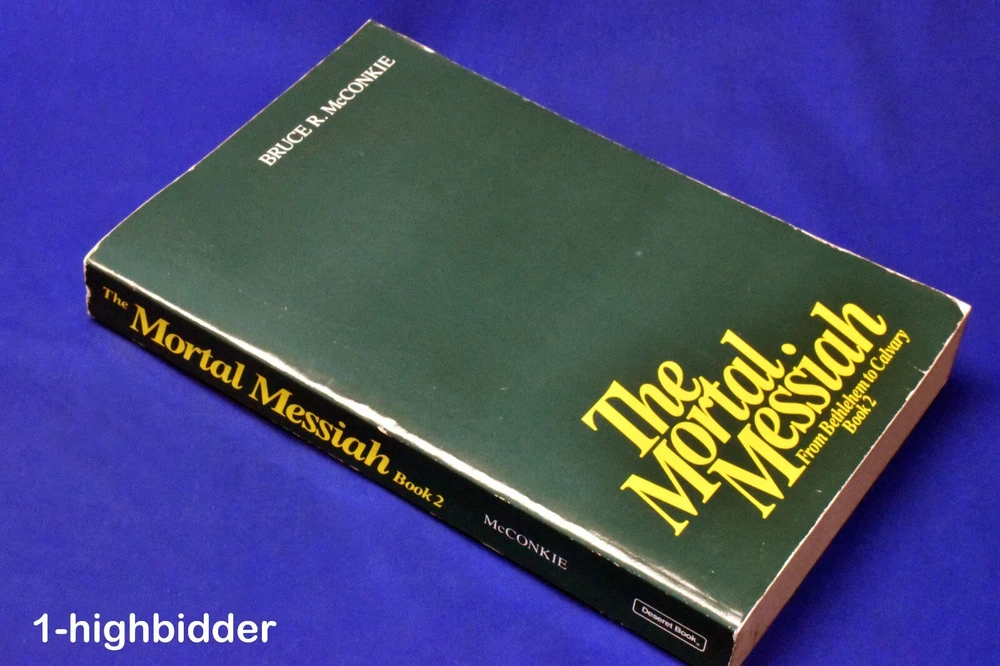 BRUCE R. McCONKIE
The
Mortal
Messiah
From Bethlehem to Calvary
Book 2
The Mortal Messiah Book 2
McCONKIE
Deseret Book
1-highbidder